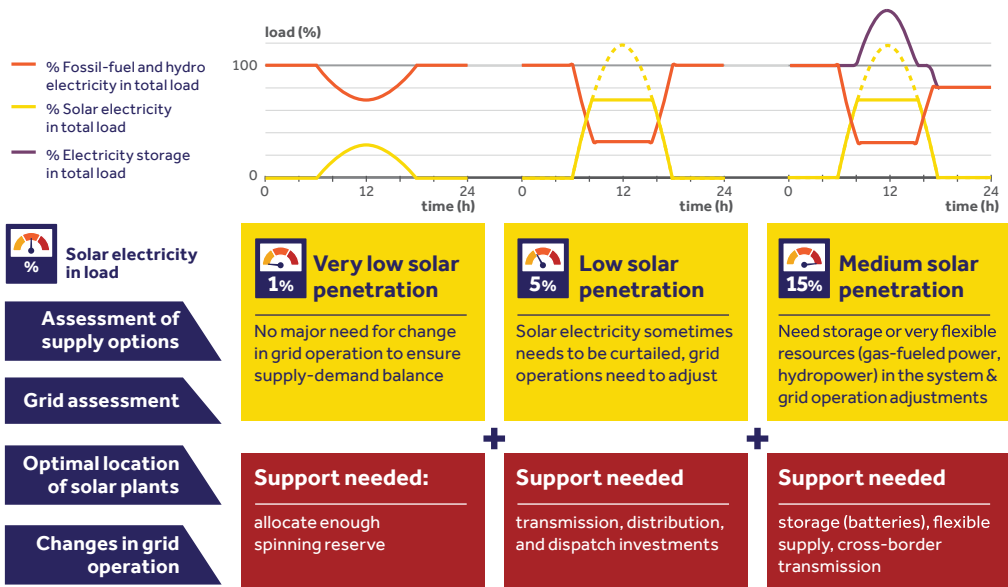 load (%)
% Fossil-fuel and hydro
electricity in total load
% Solar electricity
in total load
% Electricity storage
in total load
100
0
0
12
24
time (h)
0
12
24
time (h)
0
12
24
time (h)
%
Solar electricity
in load
Assessment of
supply options
Grid assessment
Optimal location
of solar plants
Changes in grid
operation
1%
Very low solar
penetration
No major need for change
in grid operation to ensure
supply-demand balance
+
Support needed:
allocate enough
spinning reserve
5%
Low solar
penetration
Solar electricity sometimes
needs to be curtailed, grid
operations need to adjust
+
Support needed
transmission, distribution,
and dispatch investments
15%
Medium solar
penetration
Need storage or very flexible
resources (gas-fueled power,
hydropower) in the system &
grid operation adjustments
Support needed
storage (batteries), flexible
supply, cross-border
transmission